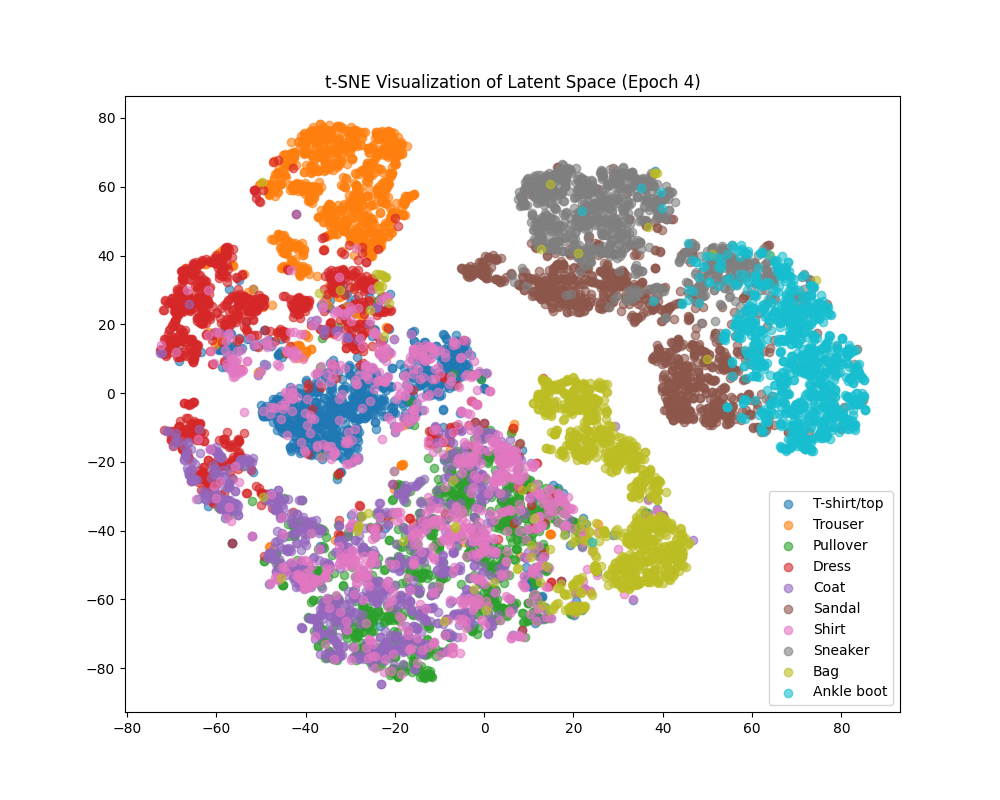 t-SNE Visualization of Latent Space (Epoch 4)
80
60
40
20
0
−20
−40
−60
−80
−80
−60
−40
−20
0
20
40
60
80
T-shirt/top
Trouser
Pullover
Dress
Coat
Sandal
Shirt
Sneaker
Bag
Ankle boot